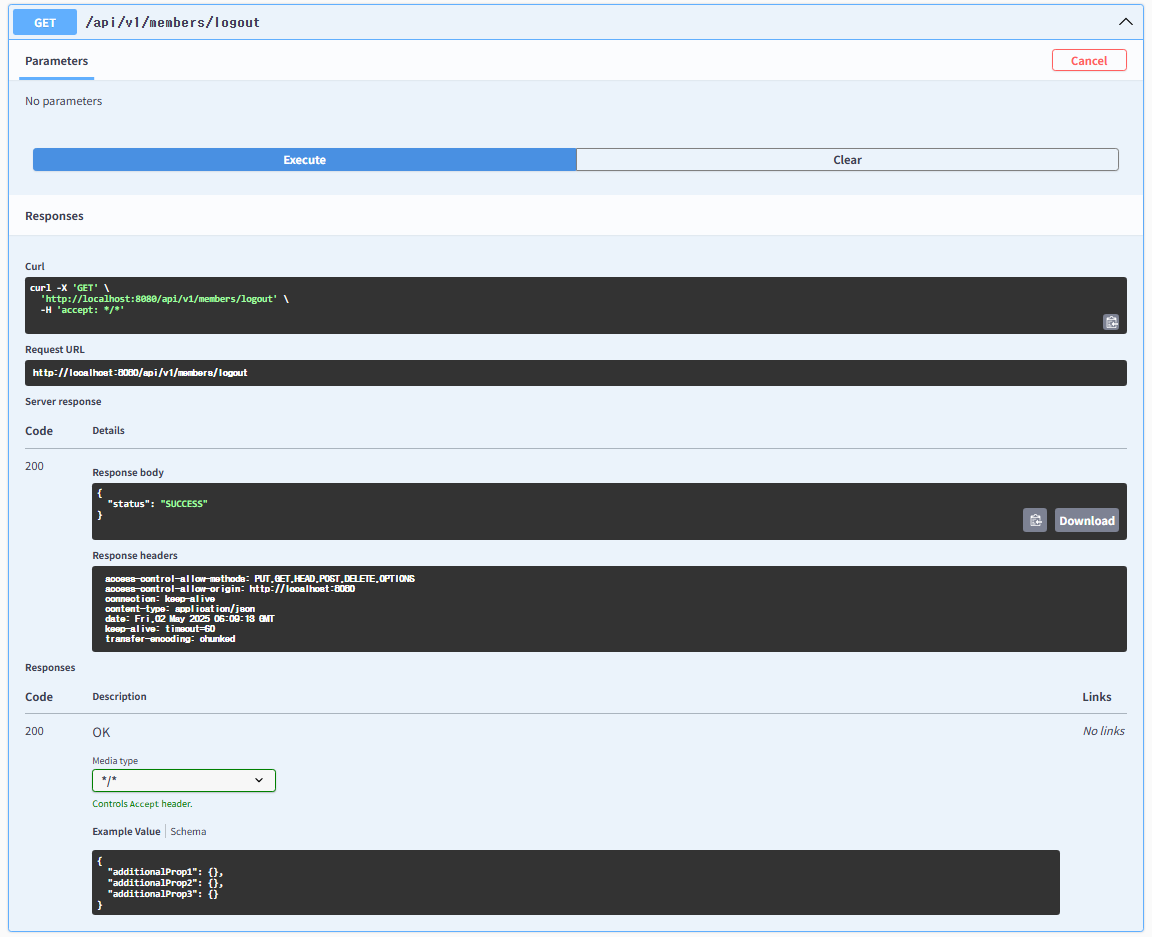 GET /api/v1/members/logout
Parameters
Cancel
No parameters
Execute
Clear
Responses
Curl
curl -X 'GET' \
'http://localhost:8080/api/v1/members/logout' \
-H 'accept: */*'
Request URL
http://localhost:8080/api/v1/members/logout
Server response
Code Details
200
Response body
{
"status": "SUCCESS"
}
Download
Response headers
access-control-allow-methods: PUT,GET,HEAD,POST,DELETE,OPTIONS
access-control-allow-origin: http://localhost:8080
connection: keep-alive
content-type: application/json
date: Fri,02 May 2025 06:09:13 GMT
keep-alive: timeout=60
transfer-encoding: chunked
Responses
Code Description Links
200 OK No links
Media type
*/*
Controls Accept header.
Example Value Schema
{
"additionalProp1": {},
"additionalProp2": {},
"additionalProp3": {}
}